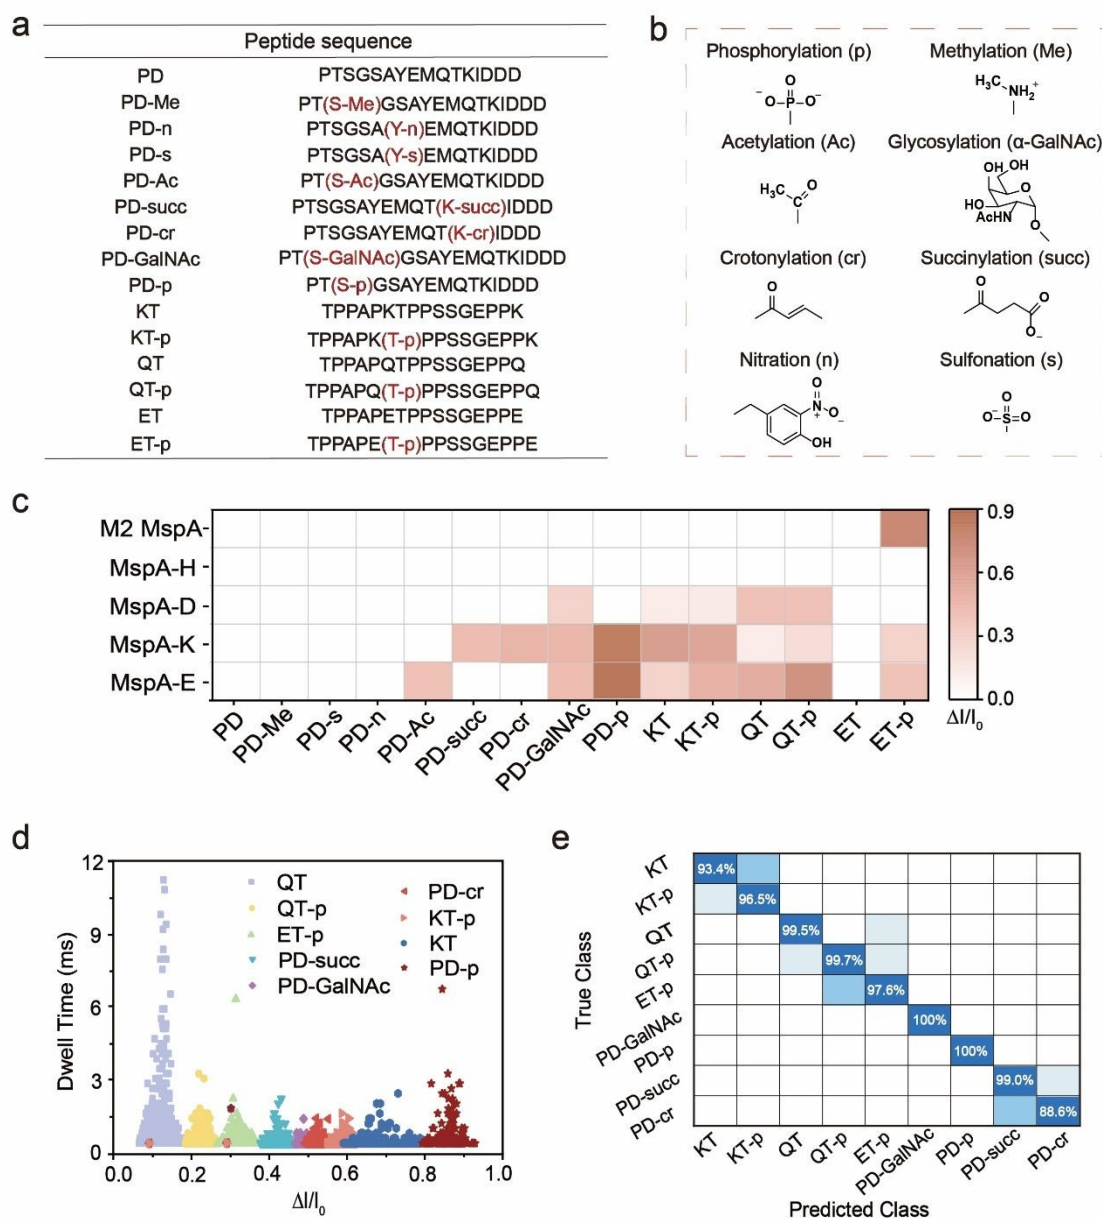 a
Peptide sequence
PD PTSGSAYEMQTKIDDD
PD-Me PT(S-Me)GSAYEMQTKIDDD
PD-n PTSGSA(Y-n)EMQTKIDDD
PD-s PTSGSA(Y-s)EMQTKIDDD
PD-Ac PT(S-Ac)GSAYEMQTKIDDD
PD-succ PTSGSAYEMQT(K-succ)IDDD
PD-cr PTSGSAYEMQT(K-cr)IDDD
PD-GalNAc PT(S-GalNAc)GSAYEMQTKIDDD
PD-p PT(S-p)GSAYEMQTKIDDD
KT TPPAPKTPPSSGEPPK
KT-p TPPAPK(T-p)PPSSGEPPK
QT TPPAPQTPPSSGEPPQ
QT-p TPPAPQ(T-p)PPSSGEPPQ
ET TPPAPETPPSSGEPPE
ET-p TPPAPE(T-p)PPSSGEPPE
b
Phosphorylation (p) Methylation (Me)
O
⁻O-P-O⁻
H₃C NH₂⁺
Acetylation (Ac) Glycosylation (α-GalNAc)
H₃C C O
OH OH
HO O
AcHN O
Crotonylation (cr) Succinylation (succ)
O
O O
O⁻
Nitration (n) Sulfonation (s)
O
N⁺ O⁻
OH
O
O⁻ S=O
c
M2 MspA
MspA-H
MspA-D
MspA-K
MspA-E
PD PD-Me PD-s PD-n PD-Ac PD-succ PD-cr PD-GalNAc PD-p KT KT-p QT QT-p ET ET-p
0.9
0.6
0.3
0.0
ΔI/I₀
d
Dwell Time (ms)
12
9
6
3
0
0.0 0.2 0.4 0.6 0.8 1.0
ΔI/I₀
QT
QT-p
ET-p
PD-succ
PD-GalNAc
PD-cr
KT-p
KT
PD-p
e
True Class
KT 93.4%
KT-p 96.5%
QT 99.5%
QT-p 99.7%
ET-p 97.6%
PD-GalNAc 100%
PD-p 100%
PD-succ 99.0%
PD-cr 88.6%
KT KT-p QT QT-p ET-p PD-GalNAc PD-p PD-succ PD-cr
Predicted Class